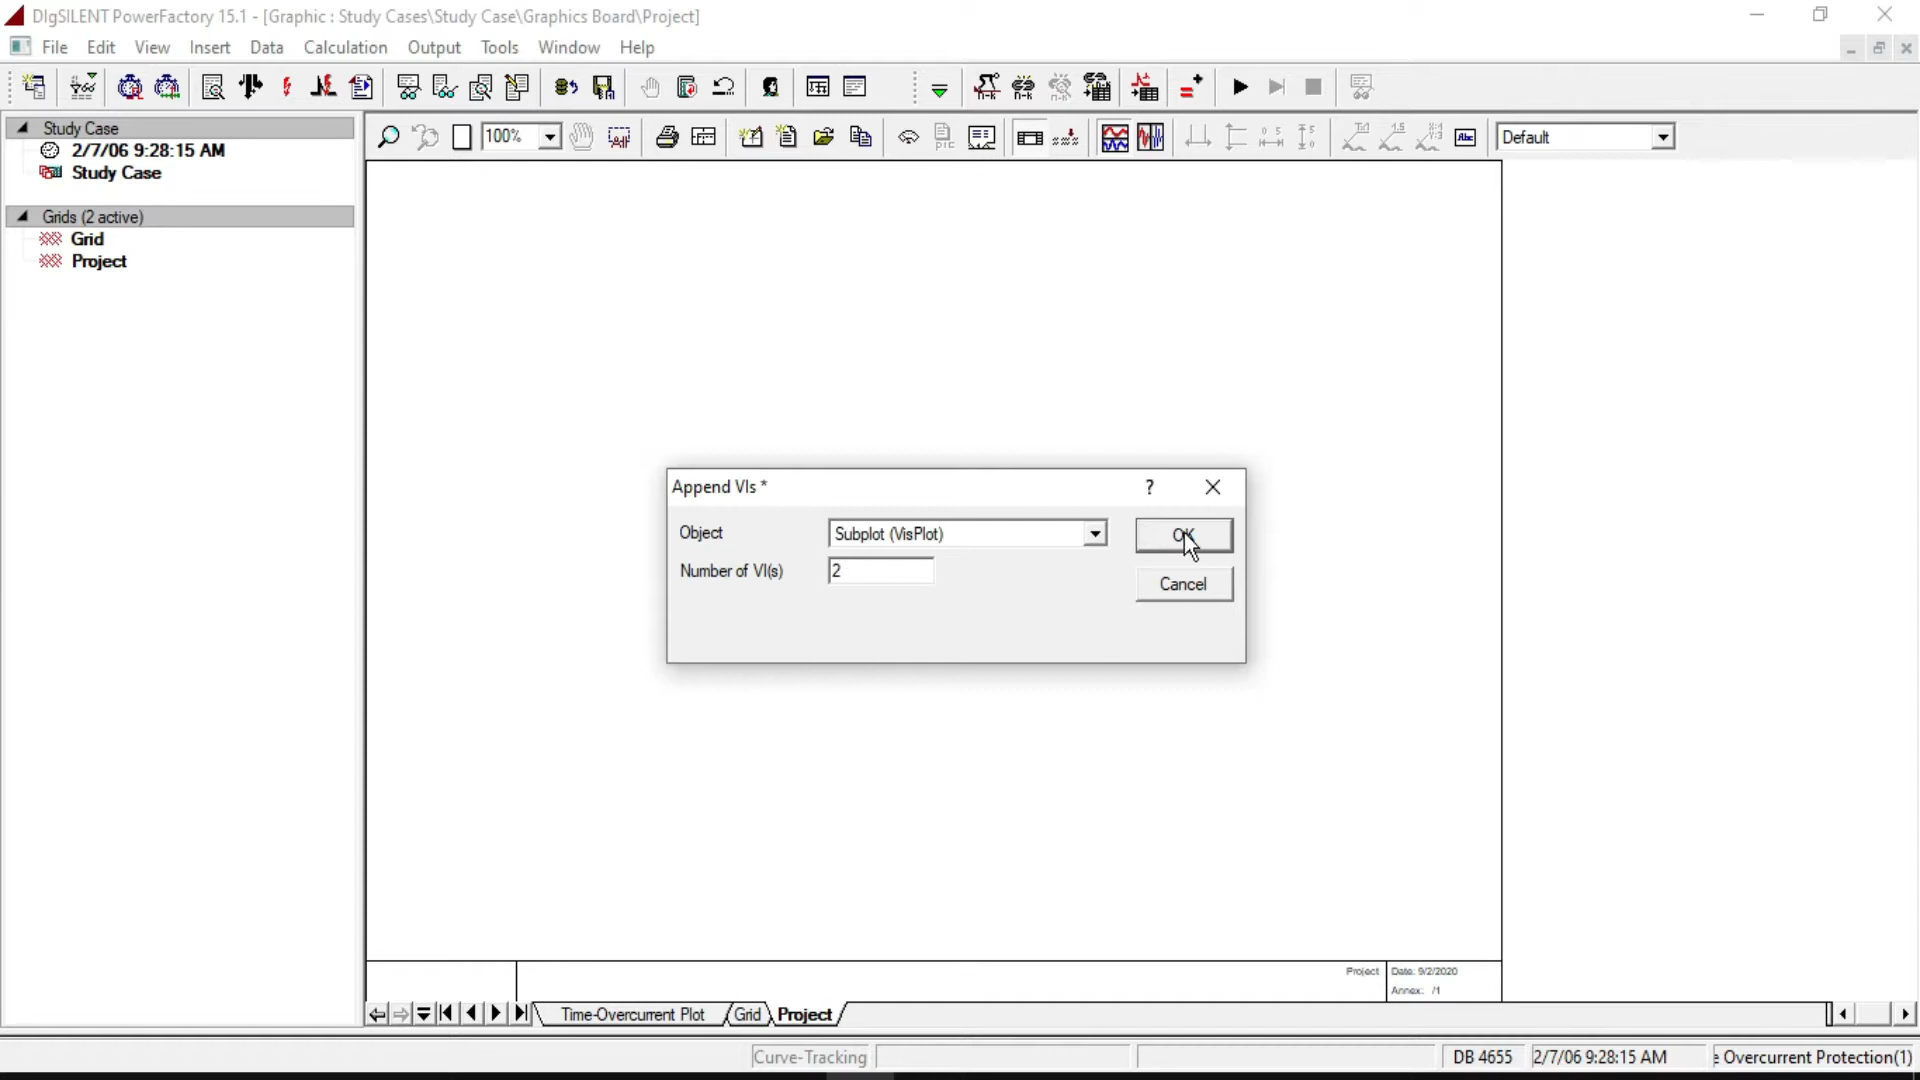 DIgSILENT PowerFactory 15.1 - [Graphic : Study Cases\Study Case\Graphics Board\Project]
File Edit View Insert Data Calculation Output Tools Window Help
Study Case
2/7/06 9:28:15 AM
Study Case
Grids (2 active)
Grid
Project
100%
Default
Append VIs *
?
Object
Subplot (VisPlot)
OK
Number of VI(s)
2
Cancel
Project
Date: 9/2/2020
Annex: /1
Time-Overcurrent Plot
Grid
Project
Curve-Tracking
DB 4655
2/7/06 9:28:15 AM
Overcurrent Protection(1)